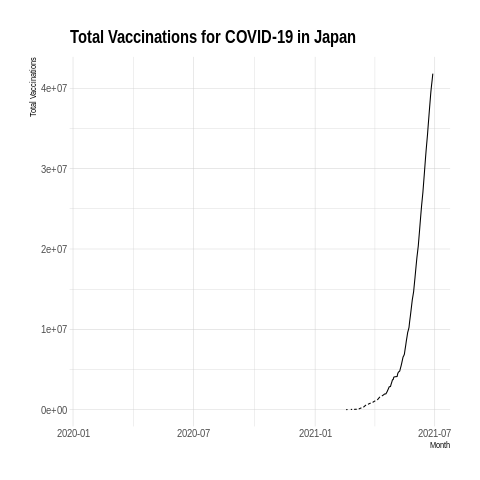 Total Vaccinations for COVID-19 in Japan
Total Vaccinations
4e+07
3e+07
2e+07
1e+07
0e+00
2020-01
2020-07
2021-01
2021-07
Month